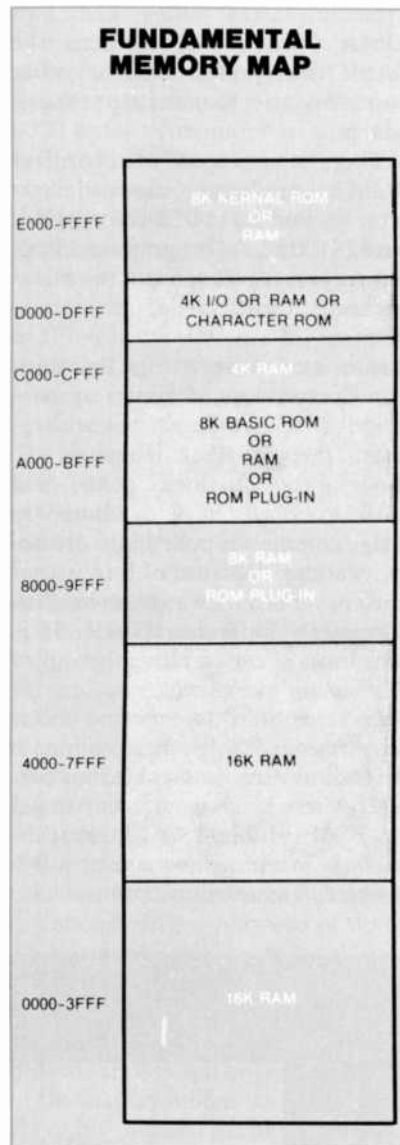 FUNDAMENTAL
MEMORY MAP
E000-FFFF
8K KERNAL ROM
OR
RAM
D000-DFFF
4K I/O OR RAM OR
CHARACTER ROM
C000-CFFF
4K RAM
A000-BFFF
8K BASIC ROM
OR
RAM
OR
ROM PLUG-IN
8000-9FFF
8K RAM
OR
ROM PLUG-IN
4000-7FFF
16K RAM
0000-3FFF
16K RAM